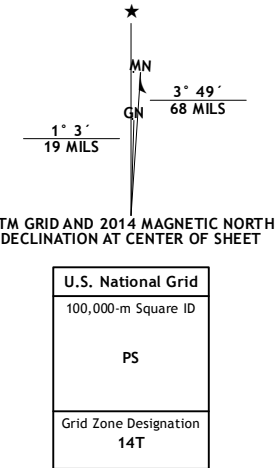 ★
MN
3° 49´
68 MILS
GN
1° 3´
19 MILS
TM GRID AND 2014 MAGNETIC NORTH
DECLINATION AT CENTER OF SHEET
U.S. National Grid
100,000-m Square ID
PS
Grid Zone Designation
14T